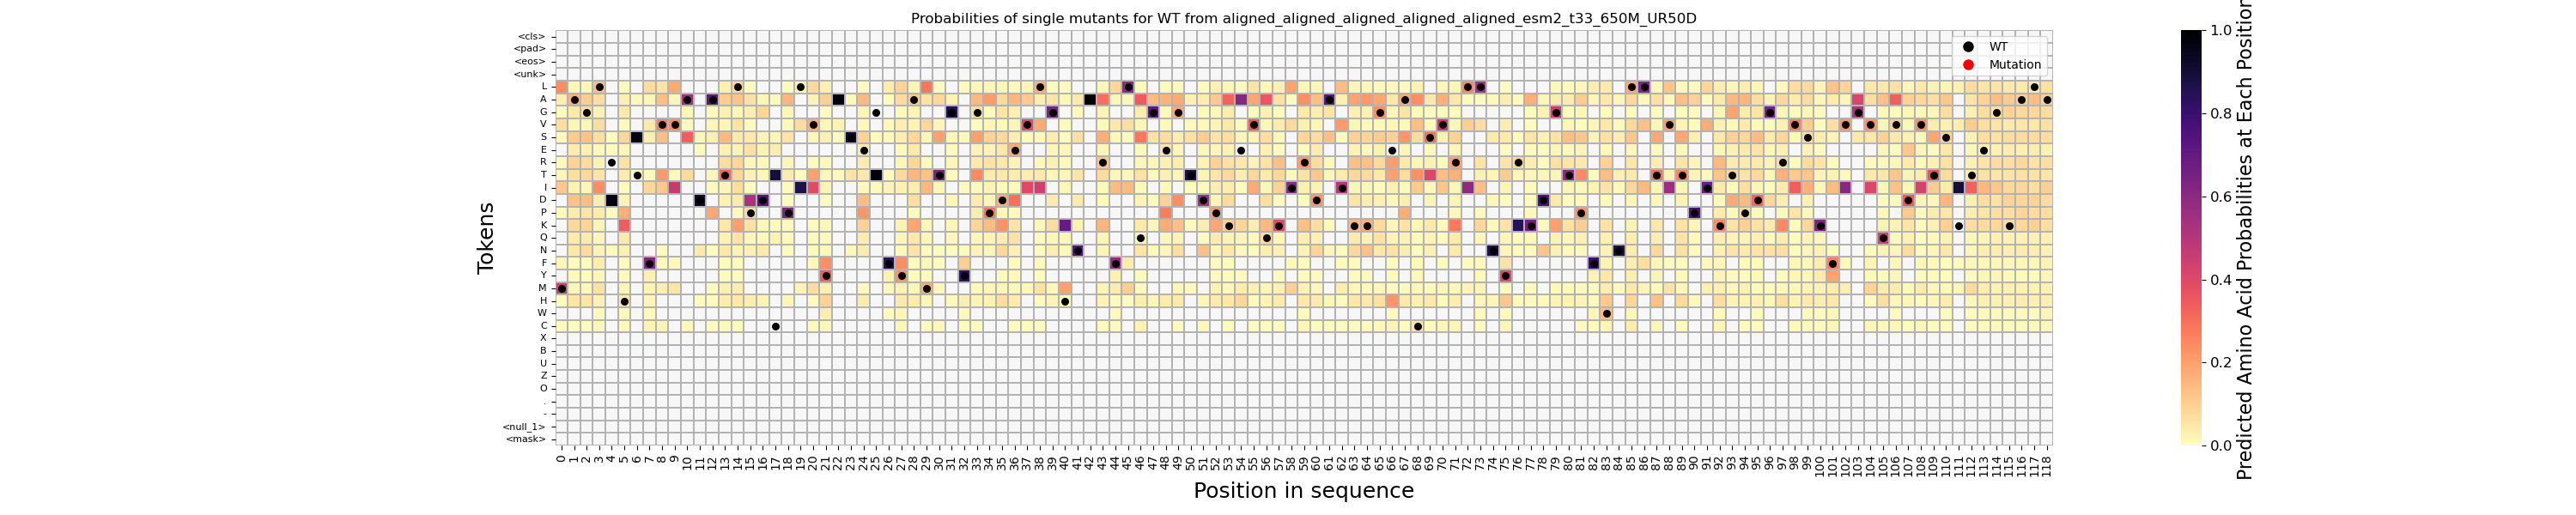 Probabilities of single mutants for WT from aligned_aligned_aligned_aligned_aligned_esm2_t33_650M_UR50D
WT
Mutation
Tokens
<cls>
<pad>
<eos>
<unk>
L
A
G
V
S
E
R
T
I
D
P
K
Q
N
F
Y
M
H
W
C
X
B
U
Z
O
.
-
<null_1>
<mask>
0 1 2 3 4 5 6 7 8 9 10 11 12 13 14 15 16 17 18 19 20 21 22 23 24 25 26 27 28 29 30 31 32 33 34 35 36 37 38 39 40 41 42 43 44 45 46 47 48 49 50 51 52 53 54 55 56 57 58 59 60 61 62 63 64 65 66 67 68 69 70 71 72 73 74 75 76 77 78 79 80 81 82 83 84 85 86 87 88 89 90 91 92 93 94 95 96 97 98 99 100 101 102 103 104 105 106 107 108 109 110 111 112 113 114 115 116 117 118
Position in sequence
1.0
0.8
0.6
0.4
0.2
0.0
Predicted Amino Acid Probabilities at Each Position